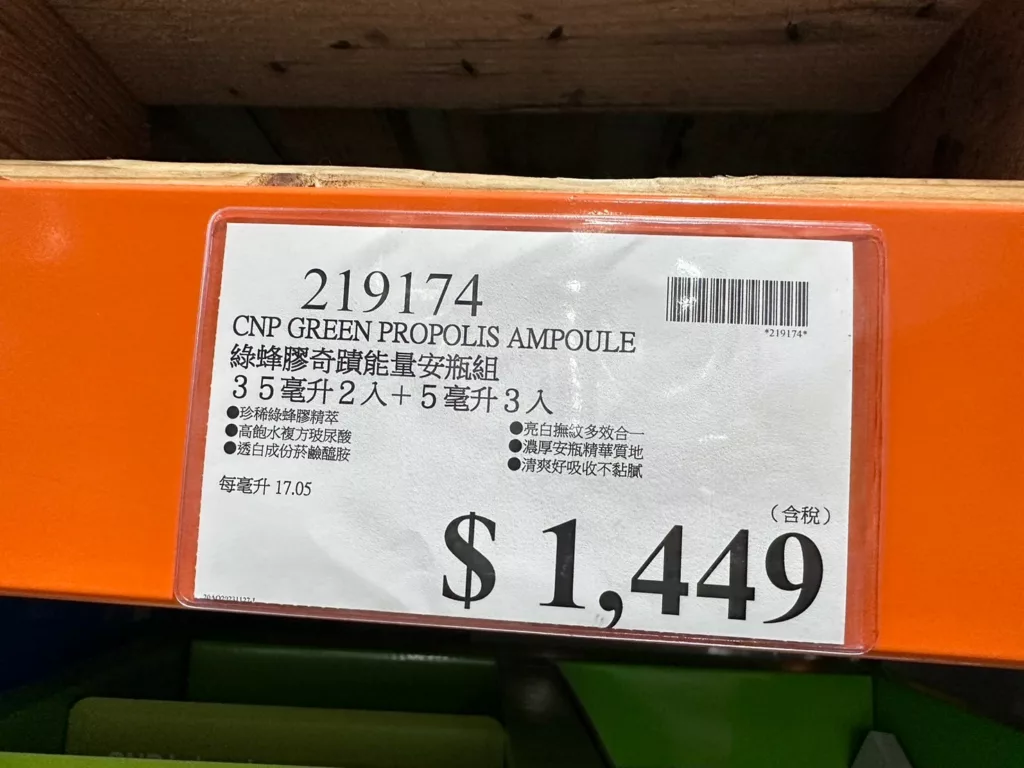 219174
*219174*
CNP GREEN PROPOLIS AMPOULE
綠蜂膠奇蹟能量安瓶組
35毫升2入＋5毫升3入
●珍稀綠蜂膠精萃
●高飽水複方玻尿酸
●透白成份菸鹼醯胺
●亮白撫紋多效合一
●濃厚安瓶精華質地
●清爽好吸收不黏膩
每毫升 17.05
（含稅）
$ 1,449